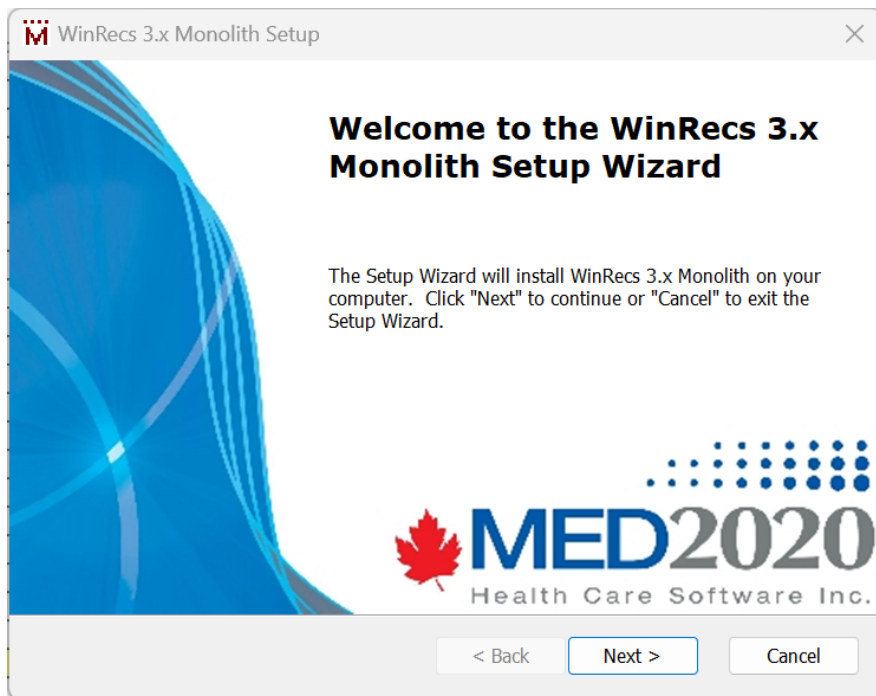 WinRecs 3.x Monolith Setup
Welcome to the WinRecs 3.x
Monolith Setup Wizard
The Setup Wizard will install WinRecs 3.x Monolith on your
computer.  Click "Next" to continue or "Cancel" to exit the
Setup Wizard.
MED2020
Health Care Software Inc.
< Back
Next >
Cancel